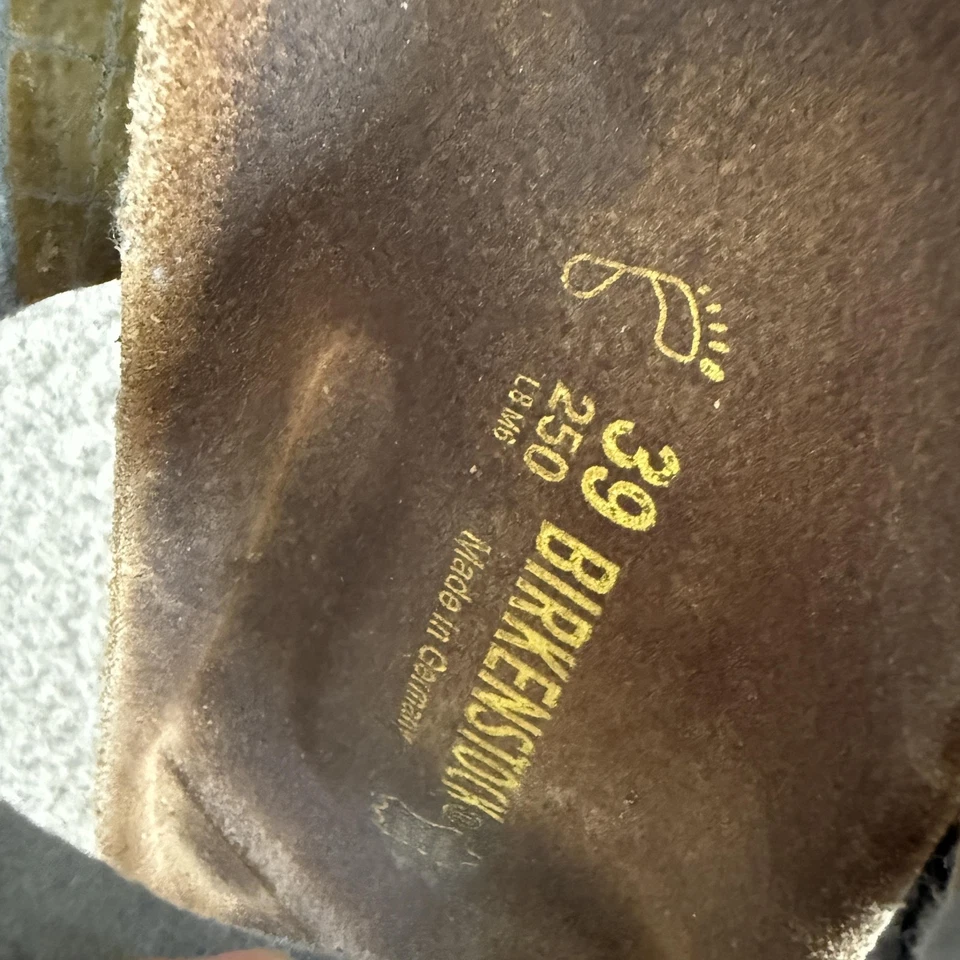 39 BIRKENSTOCK®
250
L8 M6
Made in Germany